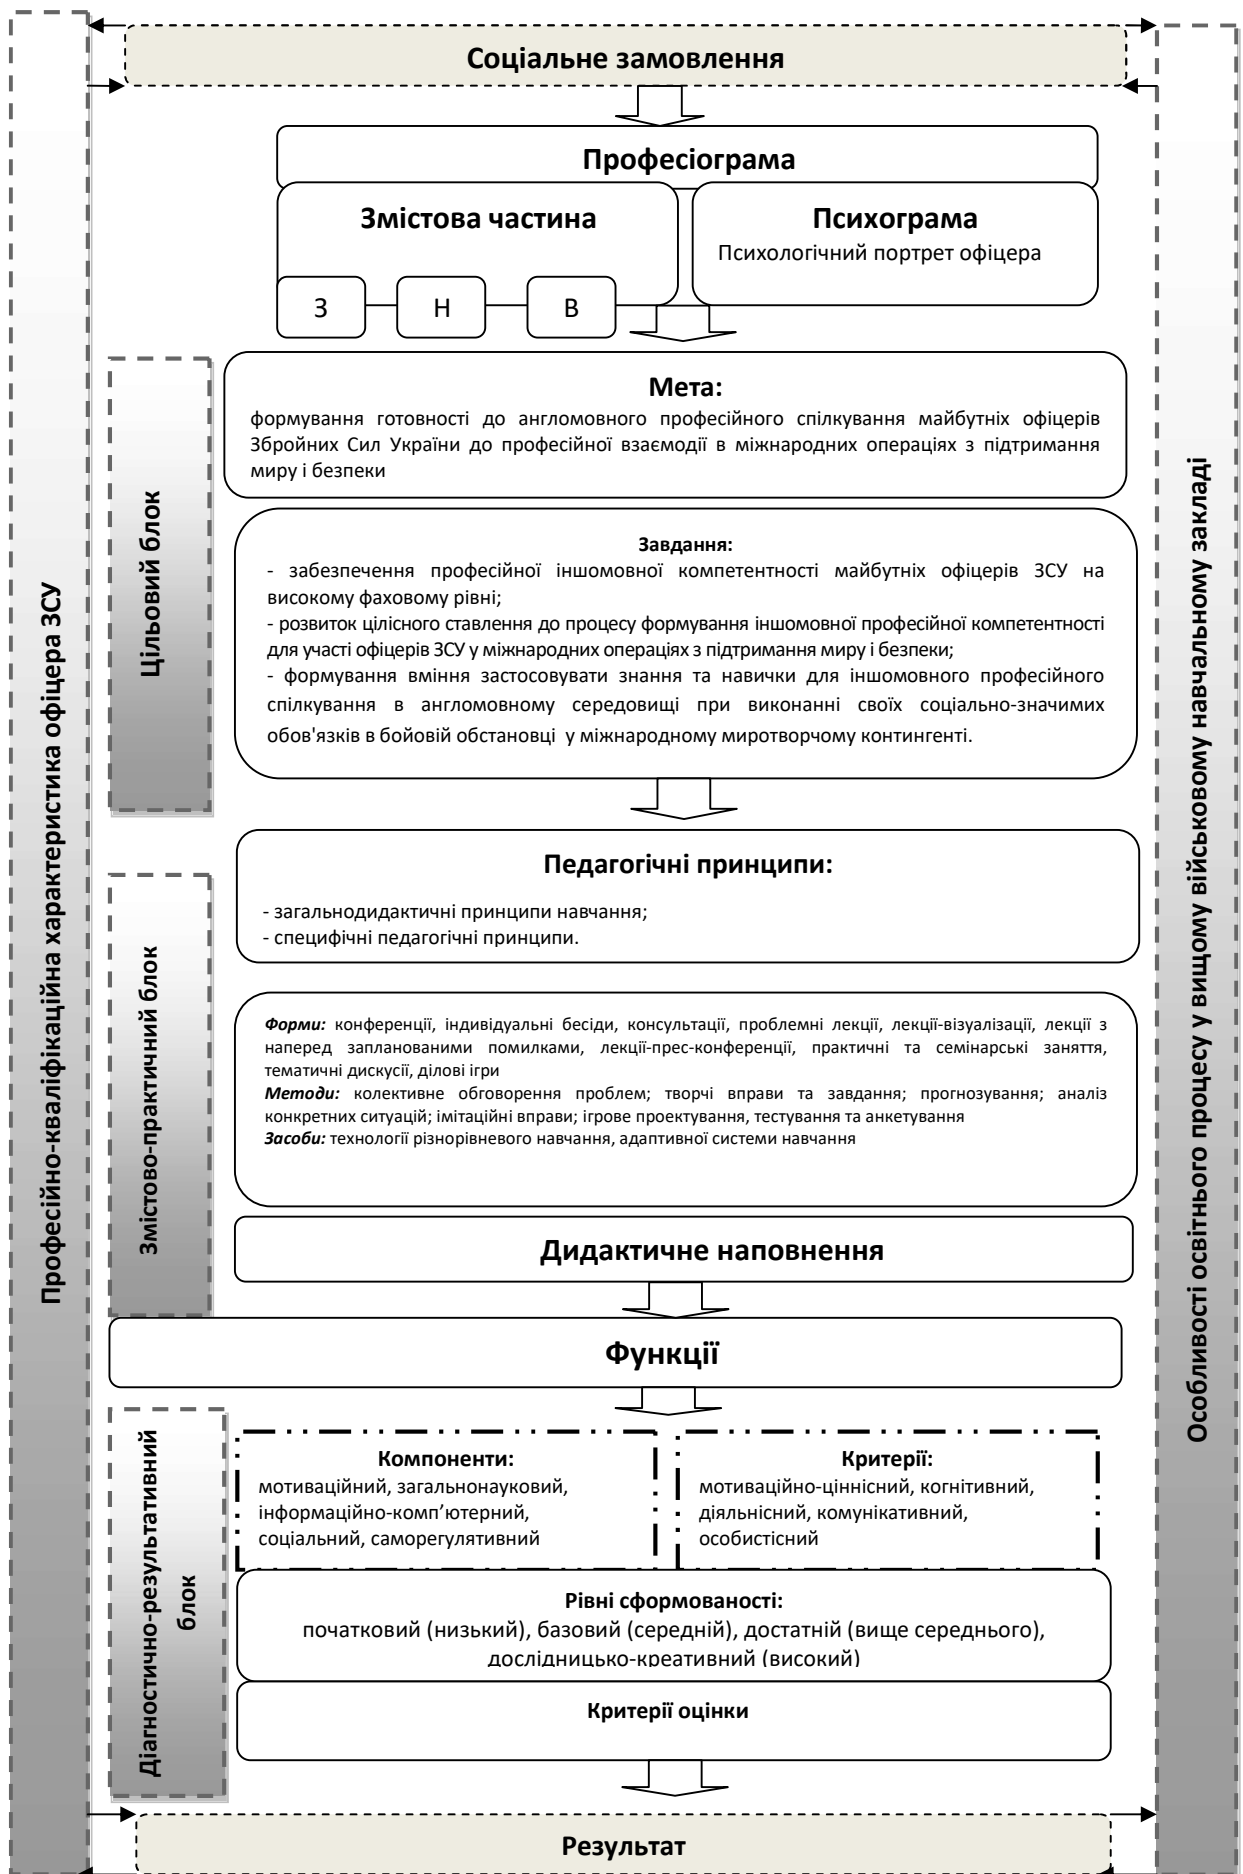 Соціальне замовлення
Професіограма
Змістова частина
Психограма
Психологічний портрет офіцера
З
Н
В
Професійно-кваліфікаційна характеристика офіцера ЗСУ
Особливості освітнього процесу у вищому військовому навчальному закладі
Цільовий блок
Мета:
формування готовності до англомовного професійного спілкування майбутніх офіцерів
Збройних Сил України до професійної взаємодії в міжнародних операціях з підтримання
миру і безпеки
Завдання:
- забезпечення професійної іншомовної компетентності майбутніх офіцерів ЗСУ на
високому фаховому рівні;
- розвиток цілісного ставлення до процесу формування іншомовної професійної компетентності
для участі офіцерів ЗСУ у міжнародних операціях з підтримання миру і безпеки;
- формування вміння застосовувати знання та навички для іншомовного професійного
спілкування в англомовному середовищі при виконанні своїх соціально-значимих
обов'язків в бойовій обстановці у міжнародному миротворчому контингенті.
Змістово-практичний блок
Педагогічні принципи:
- загальнодидактичні принципи навчання;
- специфічні педагогічні принципи.
Форми: конференції, індивідуальні бесіди, консультації, проблемні лекції, лекції-візуалізації, лекції з
наперед запланованими помилками, лекції-прес-конференції, практичні та семінарські заняття,
тематичні дискусії, ділові ігри
Методи: колективне обговорення проблем; творчі вправи та завдання; прогнозування; аналіз
конкретних ситуацій; імітаційні вправи; ігрове проектування, тестування та анкетування
Засоби: технології різнорівневого навчання, адаптивної системи навчання
Дидактичне наповнення
Функції
Діагностично-результативний
блок
Компоненти:
мотиваційний, загальнонауковий,
інформаційно-комп’ютерний,
соціальний, саморегулятивний
Критерії:
мотиваційно-ціннісний, когнітивний,
діяльнісний, комунікативний,
особистісний
Рівні сформованості:
початковий (низький), базовий (середній), достатній (вище середнього),
дослідницько-креативний (високий)
Критерії оцінки
Результат